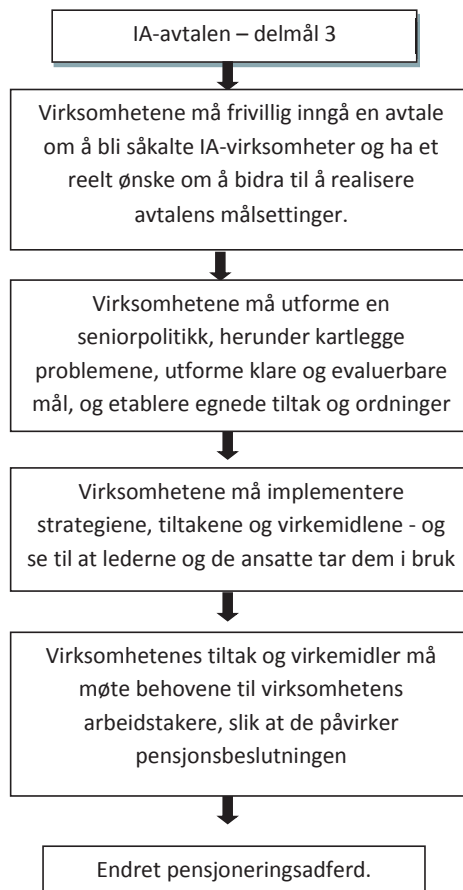 IA-avtalen – delmål 3
Virksomhetene må frivillig inngå en avtale
om å bli såkalte IA-virksomheter og ha et
reelt ønske om å bidra til å realisere
avtalens målsettinger.
Virksomhetene må utforme en
seniorpolitikk, herunder kartlegge
problemene, utforme klare og evaluerbare
mål, og etablere egnede tiltak og ordninger
Virksomhetene må implementere
strategiene, tiltakene og virkemidlene - og
se til at lederne og de ansatte tar dem i bruk
Virksomhetenes tiltak og virkemidler må
møte behovene til virksomhetens
arbeidstakere, slik at de påvirker
pensjonsbeslutningen
Endret pensjoneringsadferd.